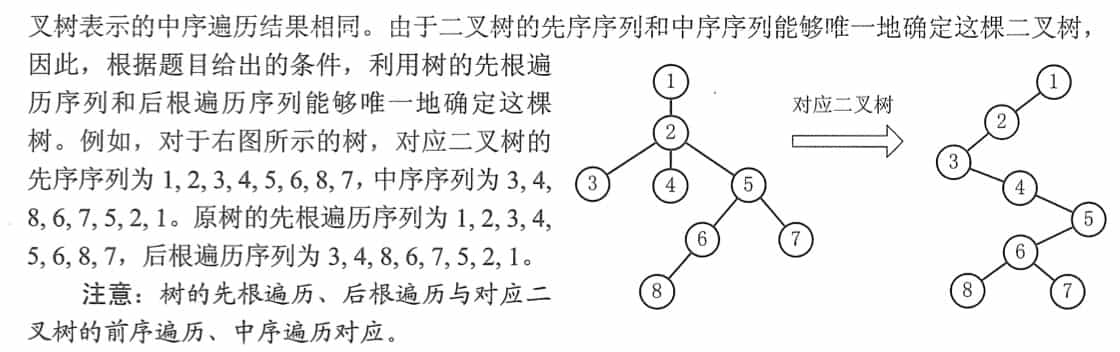 叉树表示的中序遍历结果相同。由于二叉树的先序序列和中序序列能够唯一地确定这棵二叉树，
因此，根据题目给出的条件，利用树的先根遍
历序列和后根遍历序列能够唯一地确定这棵
树。例如，对于右图所示的树，对应二叉树的
先序序列为 1, 2, 3, 4, 5, 6, 8, 7，中序序列为 3, 4,
8, 6, 7, 5, 2, 1。原树的先根遍历序列为 1, 2, 3, 4,
5, 6, 8, 7，后根遍历序列为 3, 4, 8, 6, 7, 5, 2, 1。
注意：树的先根遍历、后根遍历与对应二
叉树的前序遍历、中序遍历对应。
1
2
3 4 5
6 7
8
对应二叉树
1
2
3
4
5
6
8 7